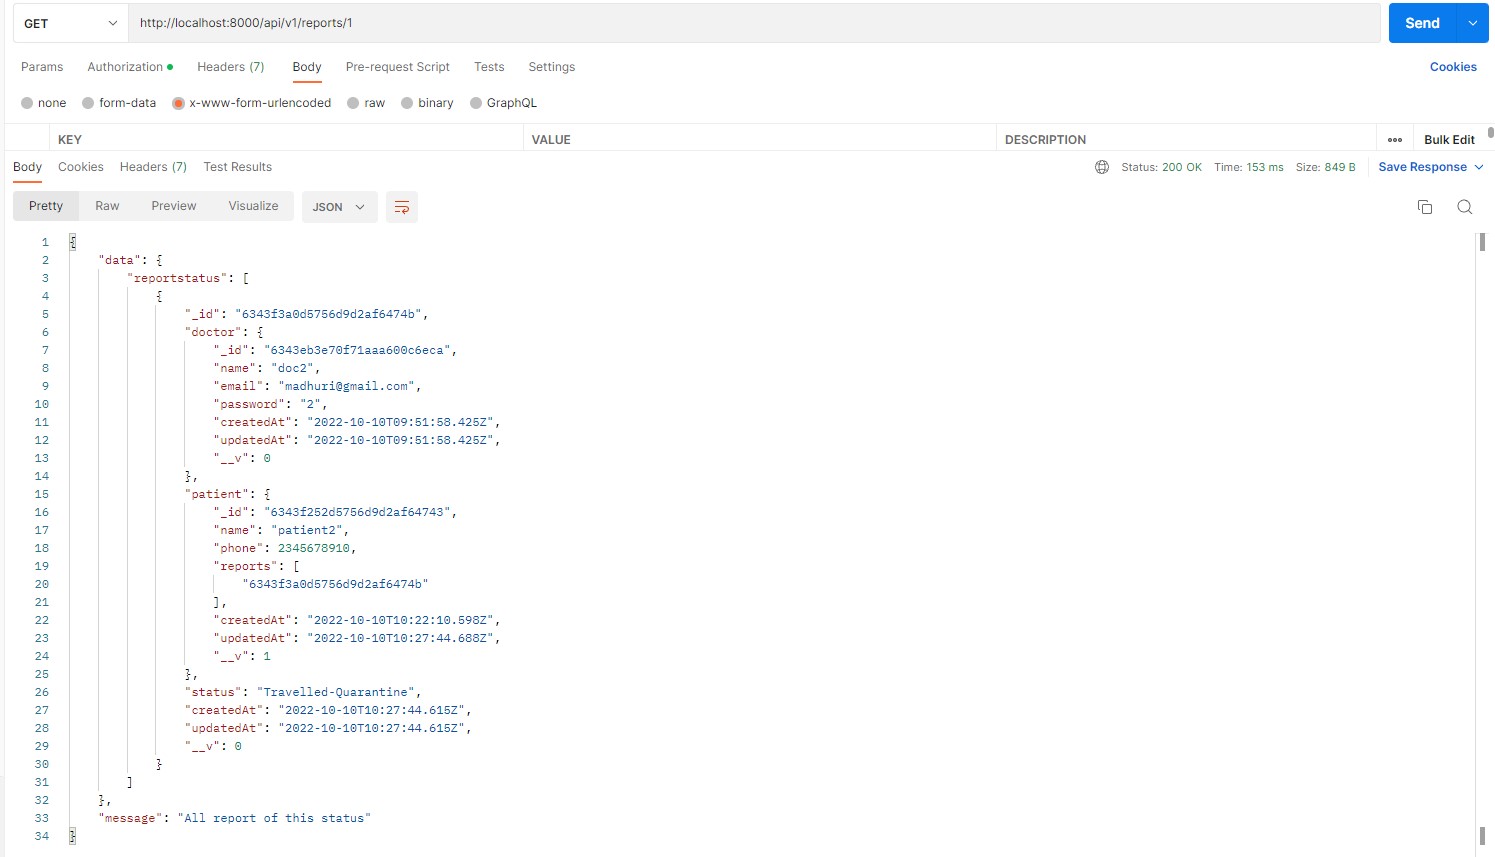 GET http://localhost:8000/api/v1/reports/1 Send
Params Authorization Headers (7) Body Pre-request Script Tests Settings Cookies
none form-data x-www-form-urlencoded raw binary GraphQL
KEY VALUE DESCRIPTION ••• Bulk Edit
Body Cookies Headers (7) Test Results Status: 200 OK Time: 153 ms Size: 849 B Save Response
Pretty Raw Preview Visualize JSON
1 {
2 "data": {
3 "reportstatus": [
4 {
5 "_id": "6343f3a0d5756d9d2af6474b",
6 "doctor": {
7 "_id": "6343eb3e70f71aaa600c6eca",
8 "name": "doc2",
9 "email": "madhuri@gmail.com",
10 "password": "2",
11 "createdAt": "2022-10-10T09:51:58.425Z",
12 "updatedAt": "2022-10-10T09:51:58.425Z",
13 "__v": 0
14 },
15 "patient": {
16 "_id": "6343f252d5756d9d2af64743",
17 "name": "patient2",
18 "phone": 2345678910,
19 "reports": [
20 "6343f3a0d5756d9d2af6474b"
21 ],
22 "createdAt": "2022-10-10T10:22:10.598Z",
23 "updatedAt": "2022-10-10T10:27:44.688Z",
24 "__v": 1
25 },
26 "status": "Travelled-Quarantine",
27 "createdAt": "2022-10-10T10:27:44.615Z",
28 "updatedAt": "2022-10-10T10:27:44.615Z",
29 "__v": 0
30 }
31 ]
32 },
33 "message": "All report of this status"
34 }